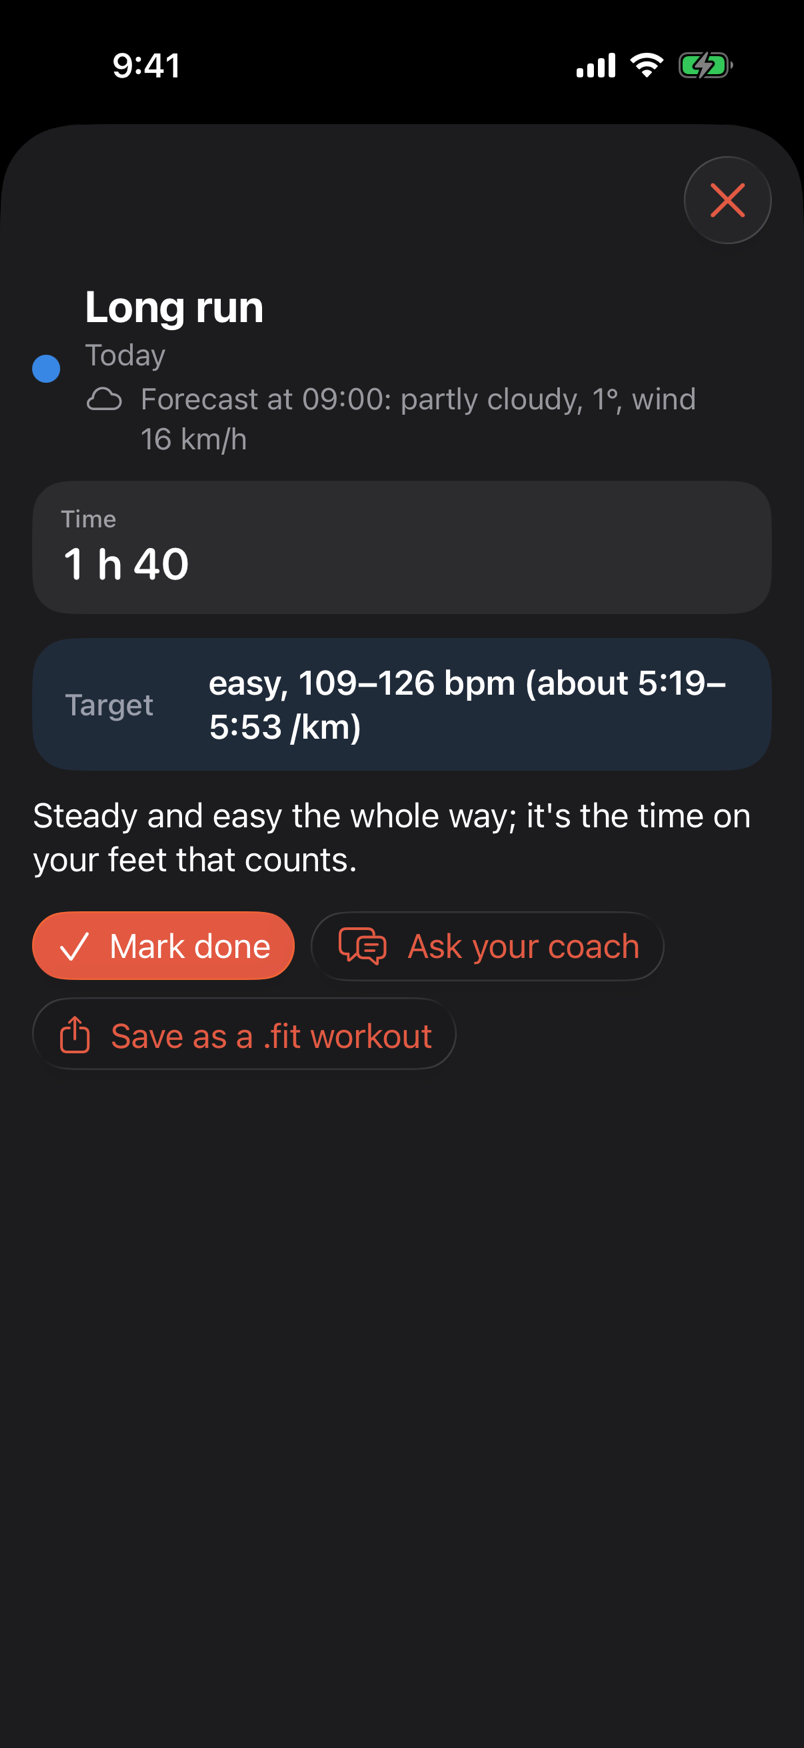 9:41
Long run
Today
Forecast at 09:00: partly cloudy, 1°, wind
16 km/h
Time
1 h 40
Target
easy, 109–126 bpm (about 5:19–
5:53 /km)
Steady and easy the whole way; it's the time on
your feet that counts.
Mark done
Ask your coach
Save as a .fit workout